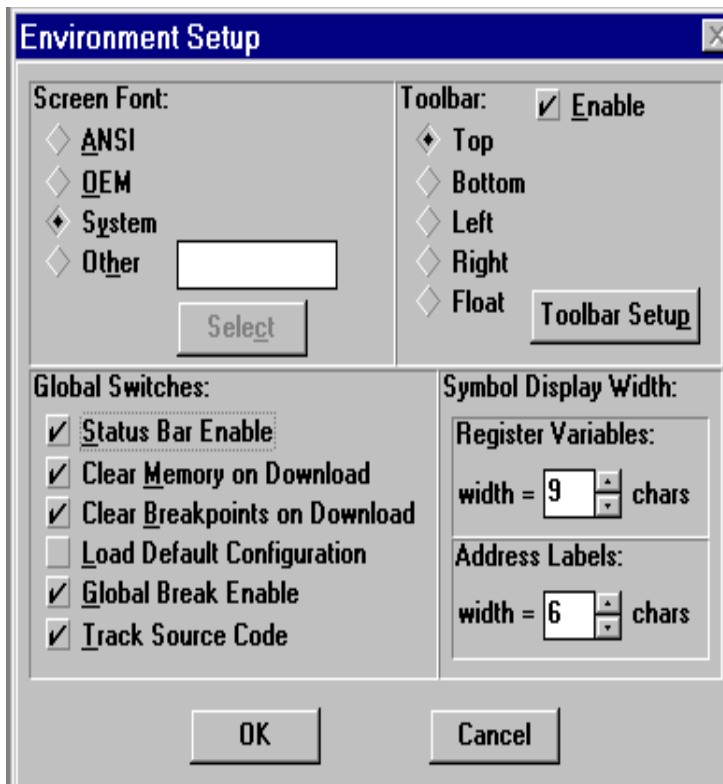 Environment Setup
Screen Font:
ANSI
OEM
System
Other
Select
Toolbar:
Enable
Top
Bottom
Left
Right
Float
Toolbar Setup
Global Switches:
Status Bar Enable
Clear Memory on Download
Clear Breakpoints on Download
Load Default Configuration
Global Break Enable
Track Source Code
Symbol Display Width:
Register Variables:
width = 9 chars
Address Labels:
width = 6 chars
OK
Cancel